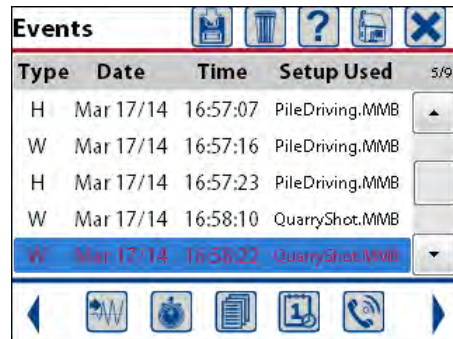 Events ?
Type Date Time Setup Used 5/9
H Mar 17/14 16:57:07 PileDriving.MMB
W Mar 17/14 16:57:16 PileDriving.MMB
H Mar 17/14 16:57:23 PileDriving.MMB
W Mar 17/14 16:58:10 QuarryShot.MMB
W Mar 17/14 16:58:22 QuarryShot.MMB
1